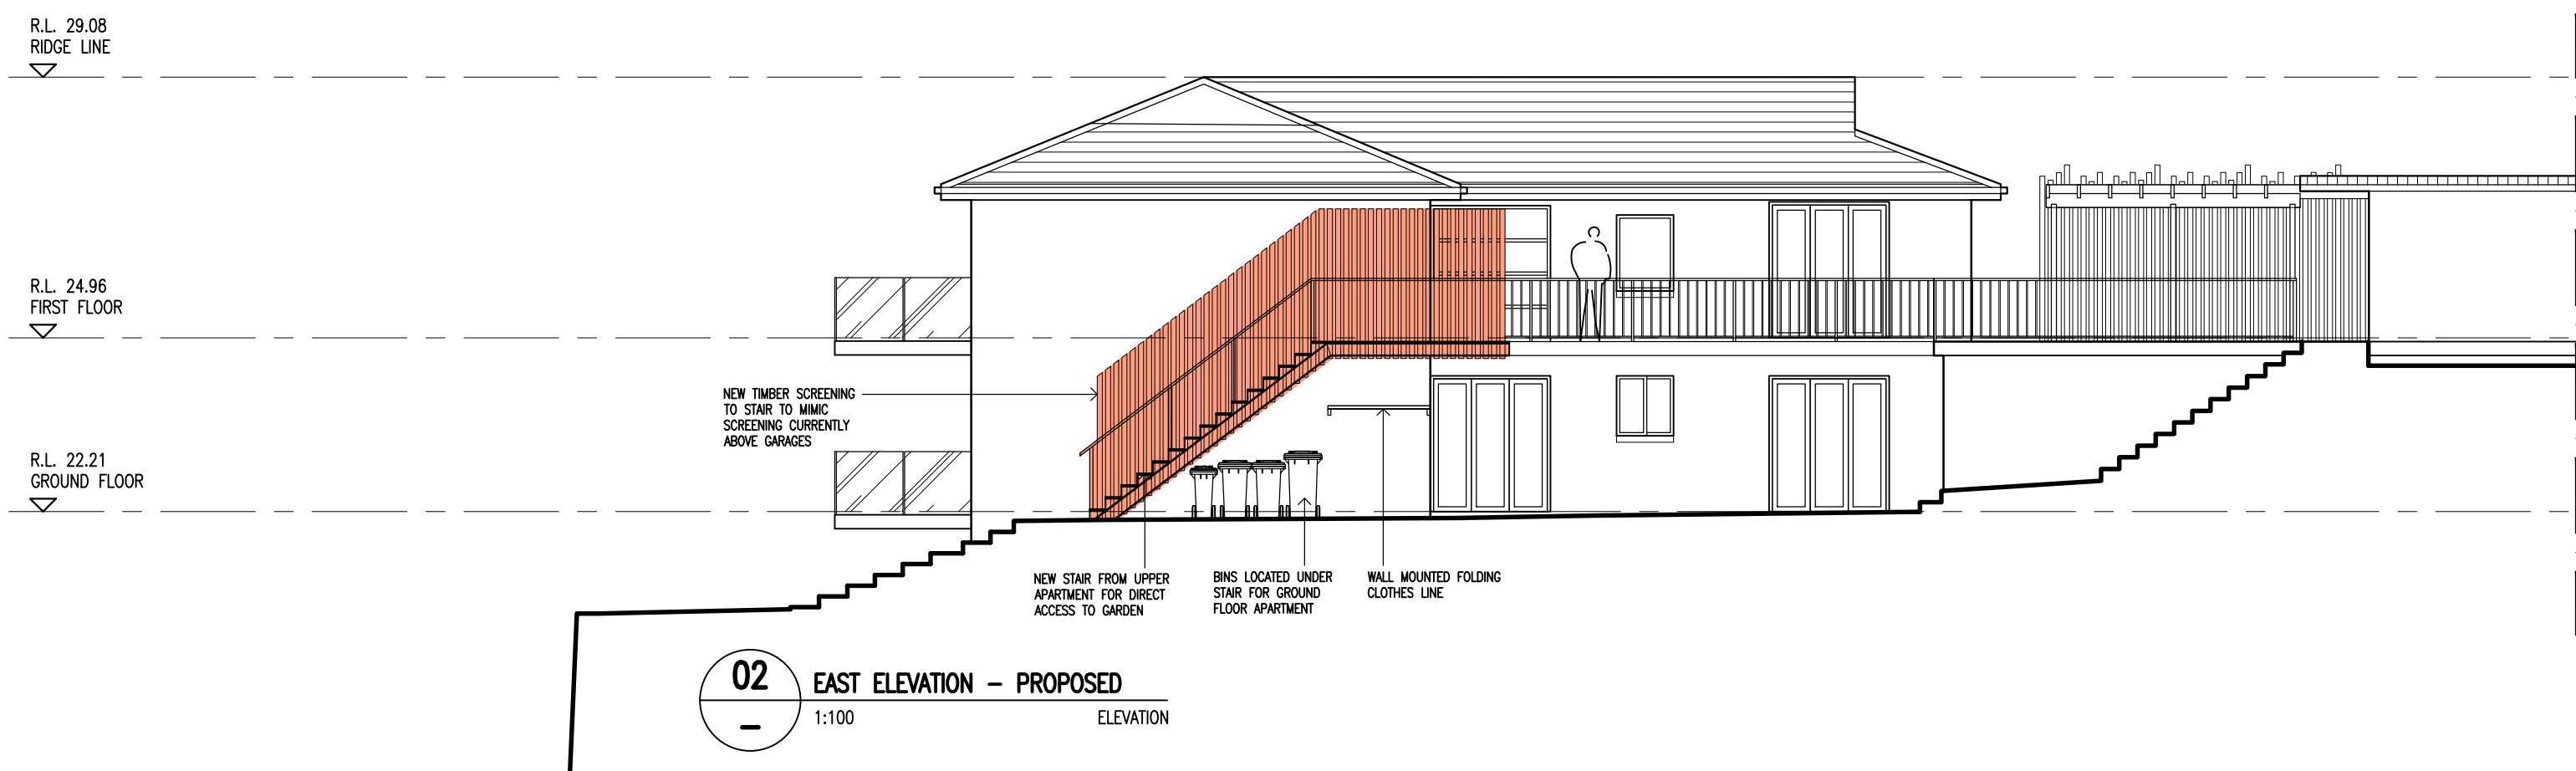 R.L. 29.08
RIDGE LINE
R.L. 24.96
FIRST FLOOR
NEW TIMBER SCREENING
TO STAIR TO MIMIC
SCREENING CURRENTLY
ABOVE GARAGES
R.L. 22.21
GROUND FLOOR
NEW STAIR FROM UPPER
APARTMENT FOR DIRECT
ACCESS TO GARDEN
BINS LOCATED UNDER
STAIR FOR GROUND
FLOOR APARTMENT
WALL MOUNTED FOLDING
CLOTHES LINE
02
–
EAST ELEVATION – PROPOSED
1:100
ELEVATION